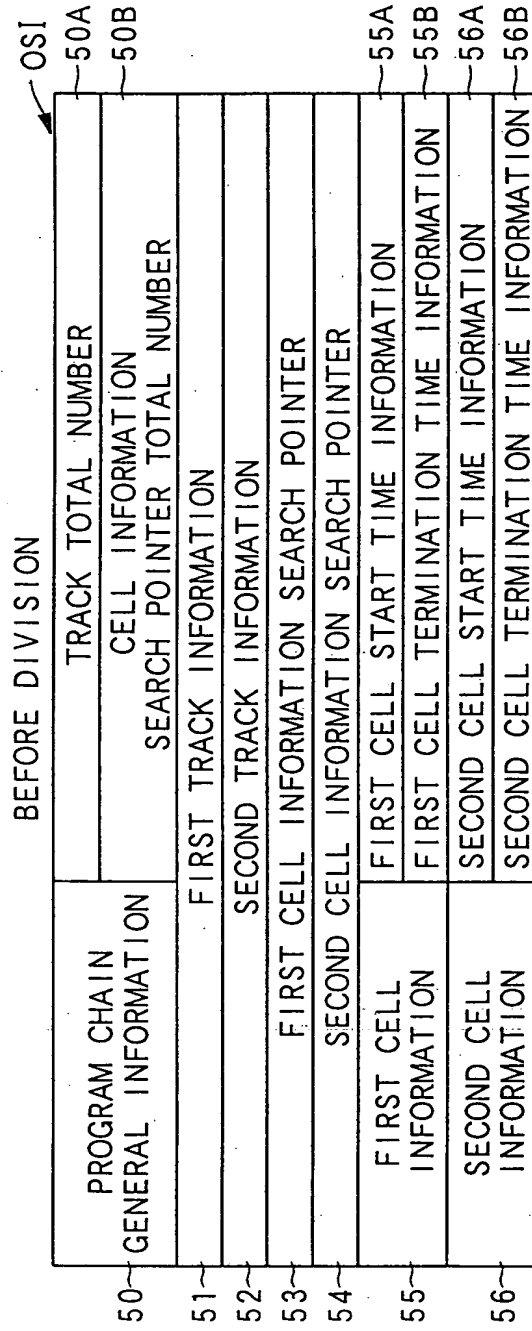 BEFORE DIVISION
OSI
50
PROGRAM CHAIN
GENERAL INFORMATION
TRACK TOTAL NUMBER
50A
CELL INFORMATION
SEARCH POINTER TOTAL NUMBER
50B
51
FIRST TRACK INFORMATION
52
SECOND TRACK INFORMATION
53
FIRST CELL INFORMATION SEARCH POINTER
54
SECOND CELL INFORMATION SEARCH POINTER
55
FIRST CELL
INFORMATION
FIRST CELL START TIME INFORMATION
55A
FIRST CELL TERMINATION TIME INFORMATION
55B
56
SECOND CELL
INFORMATION
SECOND CELL START TIME INFORMATION
56A
SECOND CELL TERMINATION TIME INFORMATION
56B